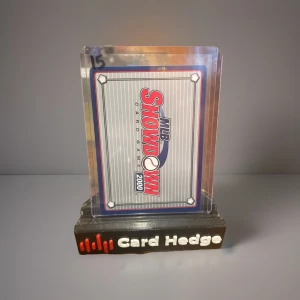 15
MLB
SHOWDOWN
CARD GAME
2000
Card Hedge